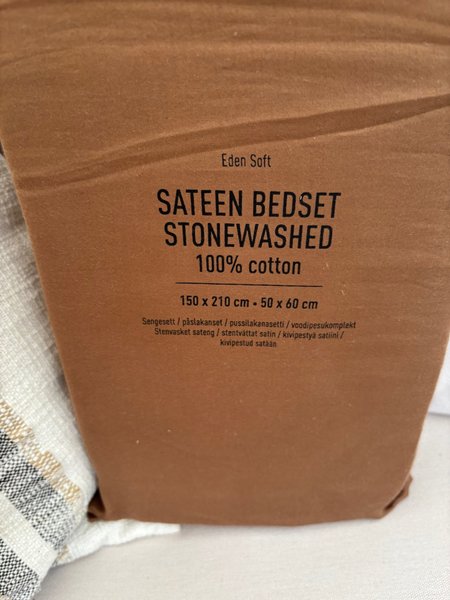 Eden Soft
SATEEN BEDSET
STONEWASHED
100% cotton
150 x 210 cm • 50 x 60 cm
Sengesett / påslakanset / pussilakanasetti / voodipesukomplekt
Stenvasket sateng / stentvättat satin / kivipestyä satiini /
kivipestud satään